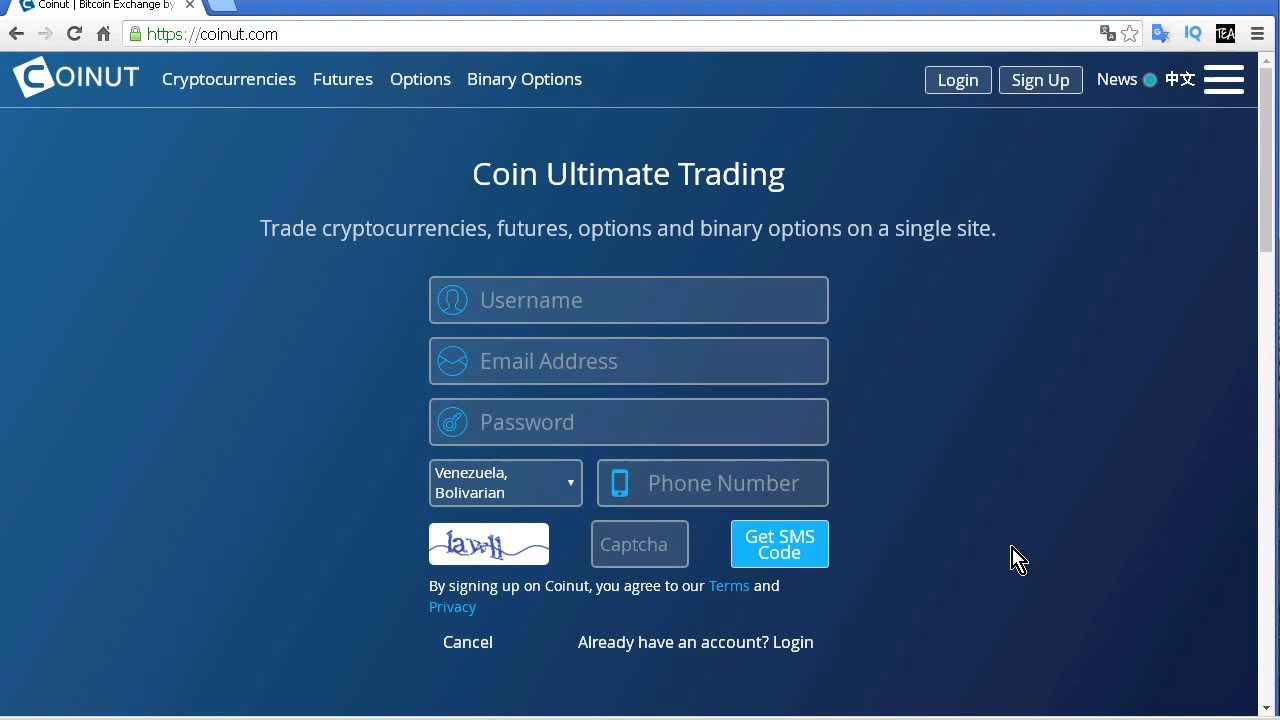 Coinut | Bitcoin Exchange by
https://coinut.com
IQ
TEA
COINUT Cryptocurrencies Futures Options Binary Options Login Sign Up News 中文
Coin Ultimate Trading
Trade cryptocurrencies, futures, options and binary options on a single site.
Username
Email Address
Password
Venezuela,
Bolivarian
Phone Number
Captcha
Get SMS
Code
By signing up on Coinut, you agree to our Terms and
Privacy
Cancel Already have an account? Login